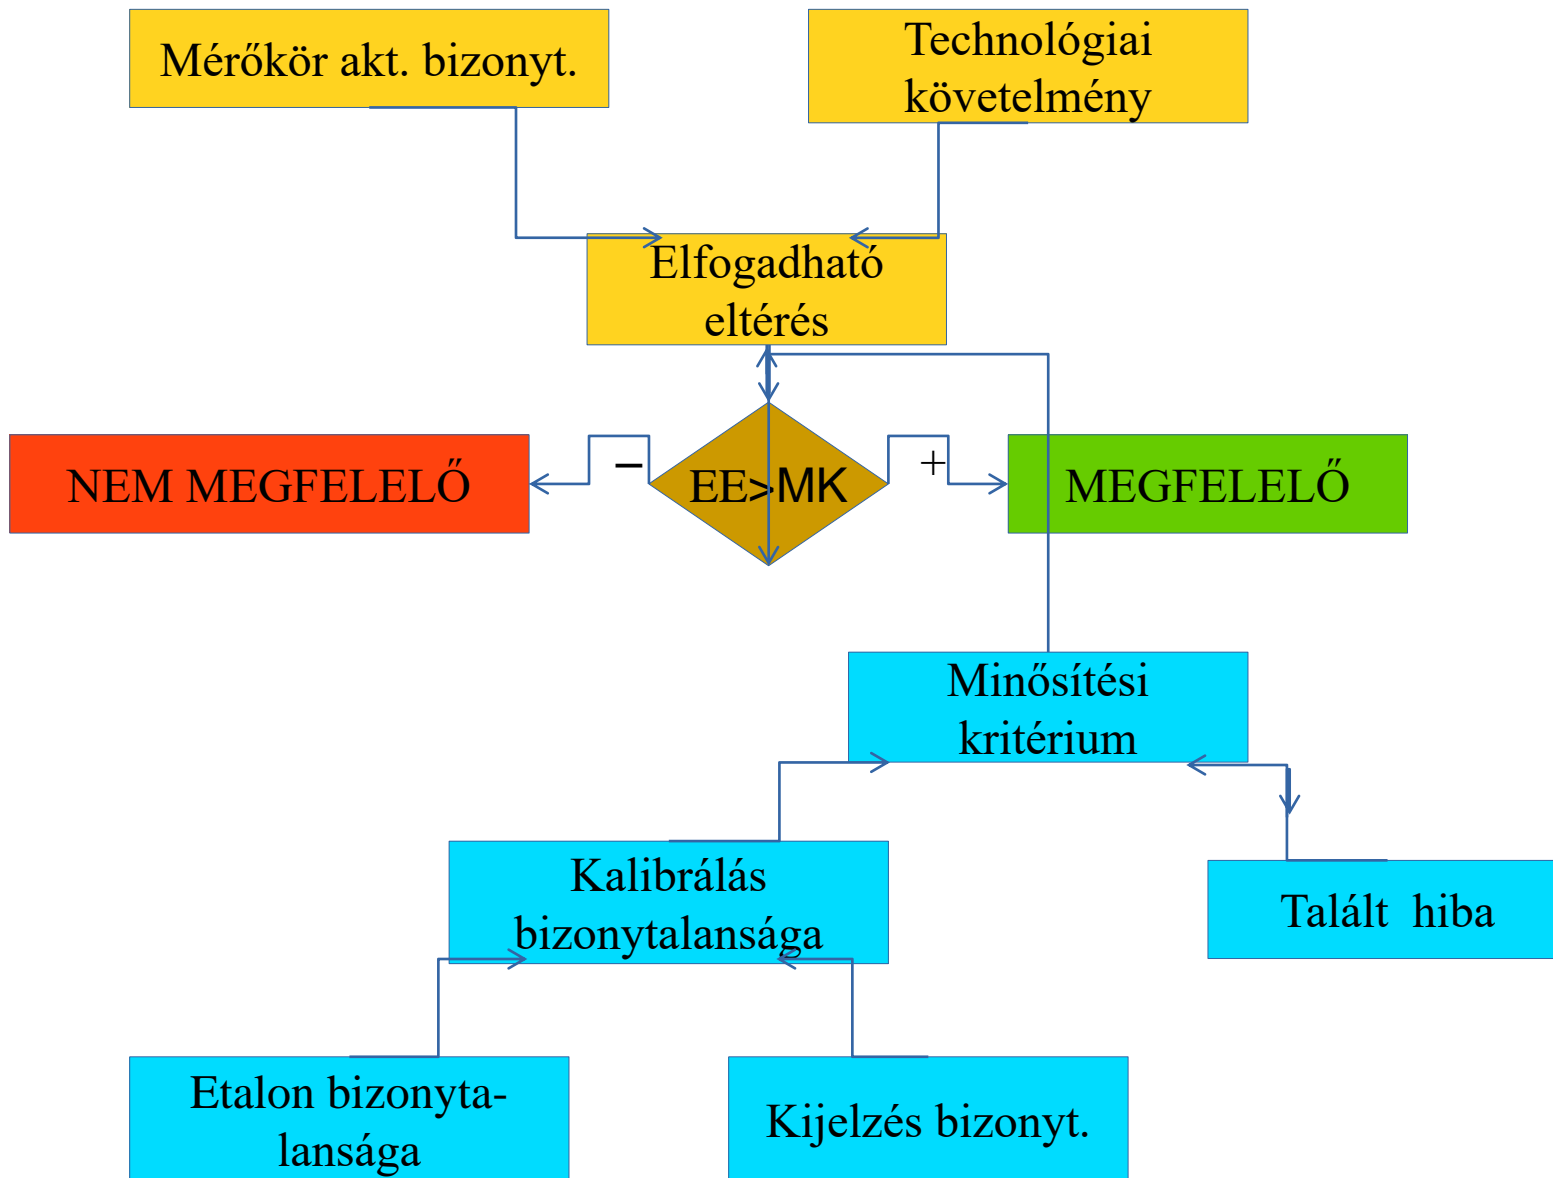 Mérőkör akt. bizonyt.
Technológiai
követelmény
Elfogadható
eltérés
NEM MEGFELELŐ
–
EE>MK
+
MEGFELELŐ
Minősítési
kritérium
Kalibrálás
bizonytalansága
Talált hiba
Etalon bizonyta-
lansága
Kijelzés bizonyt.